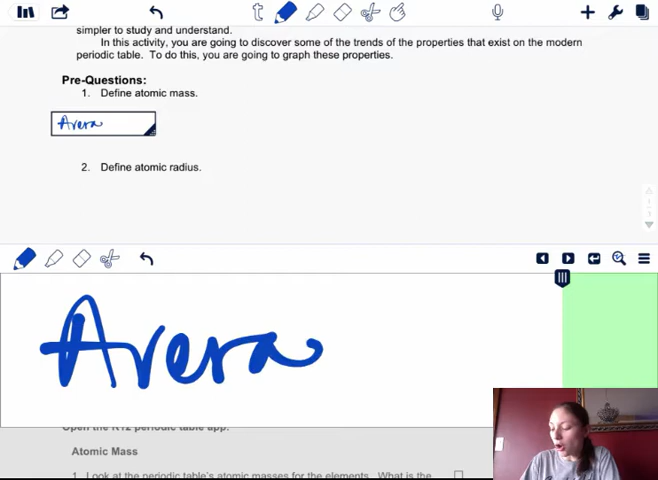 simpler to study and understand.
In this activity, you are going to discover some of the trends of the properties that exist on the modern
periodic table. To do this, you are going to graph these properties.
Pre-Questions:
1. Define atomic mass.
Avera
2. Define atomic radius.
Avera
Open the K12 periodic table app.
Atomic Mass
1. Look at the periodic table's atomic masses for the elements. What is the